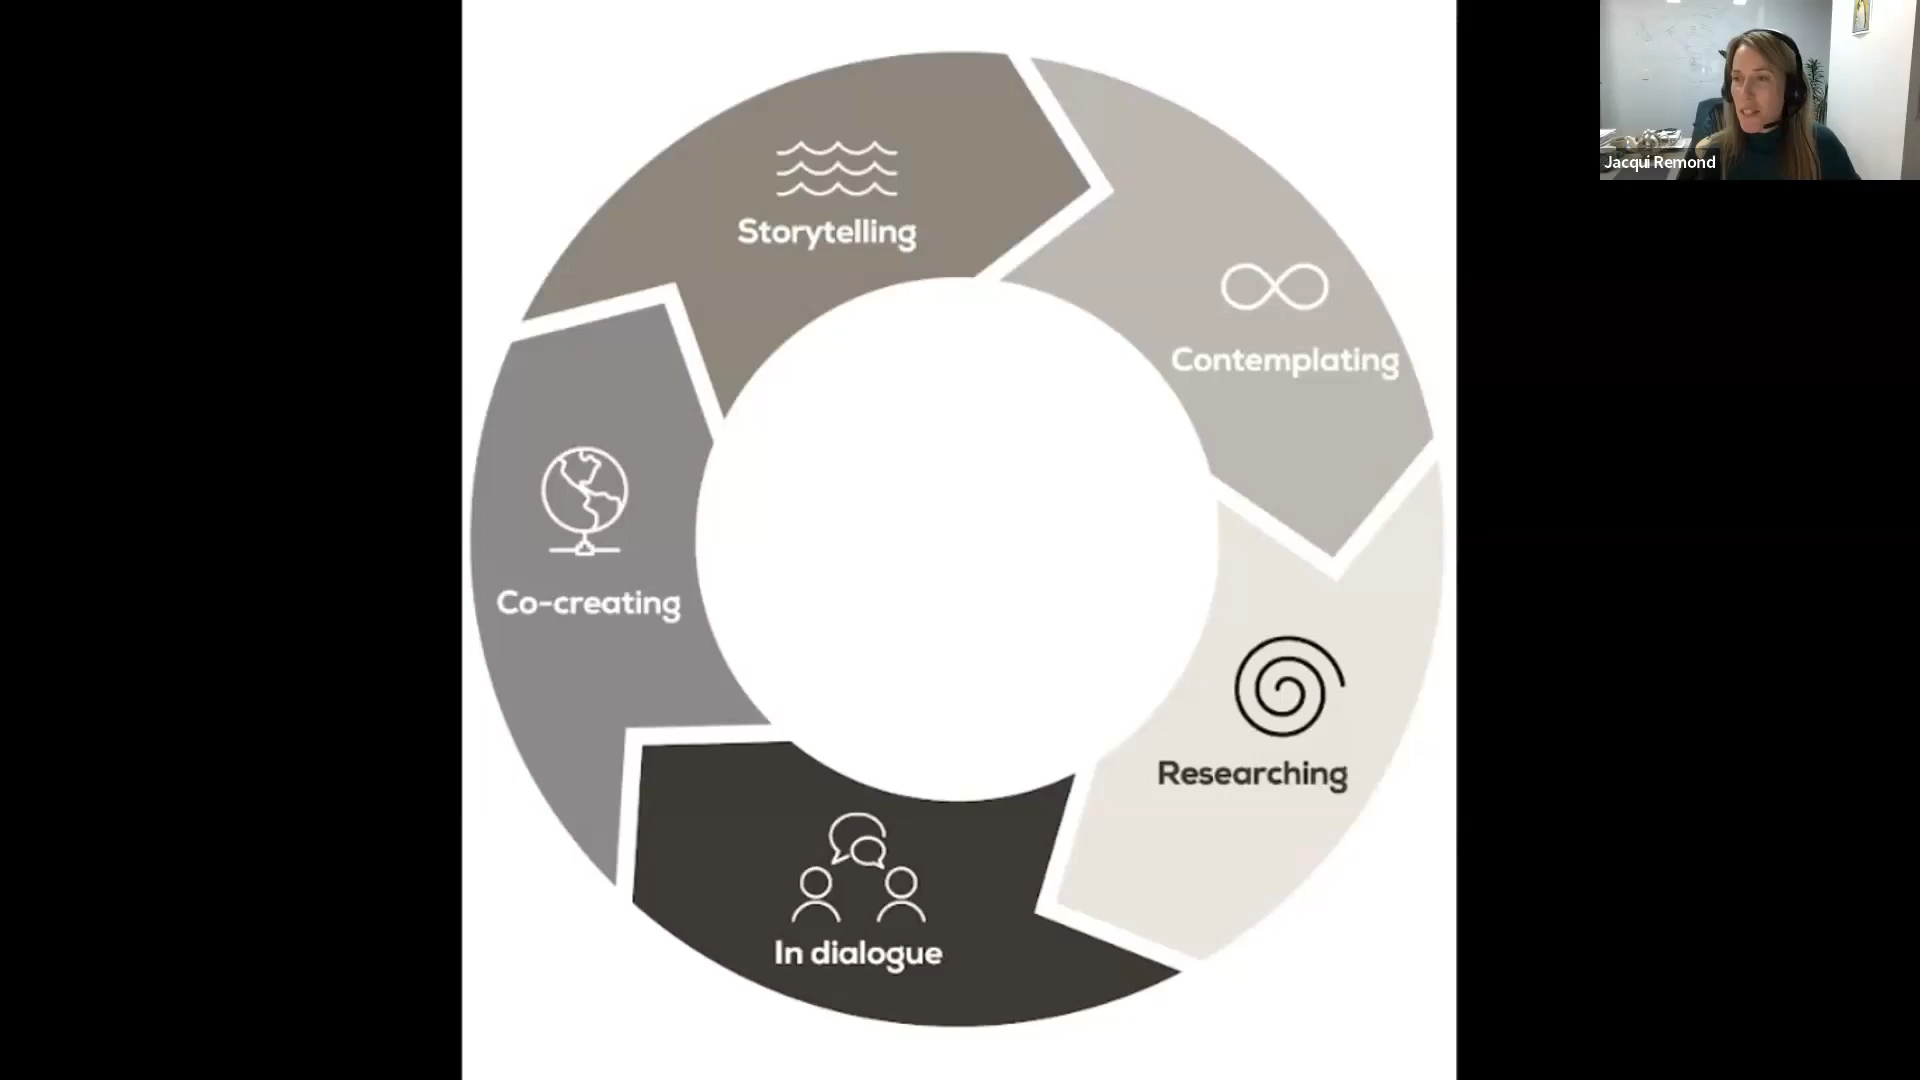 Storytelling
Contemplating
Researching
In dialogue
Co-creating
Jacqui Remond